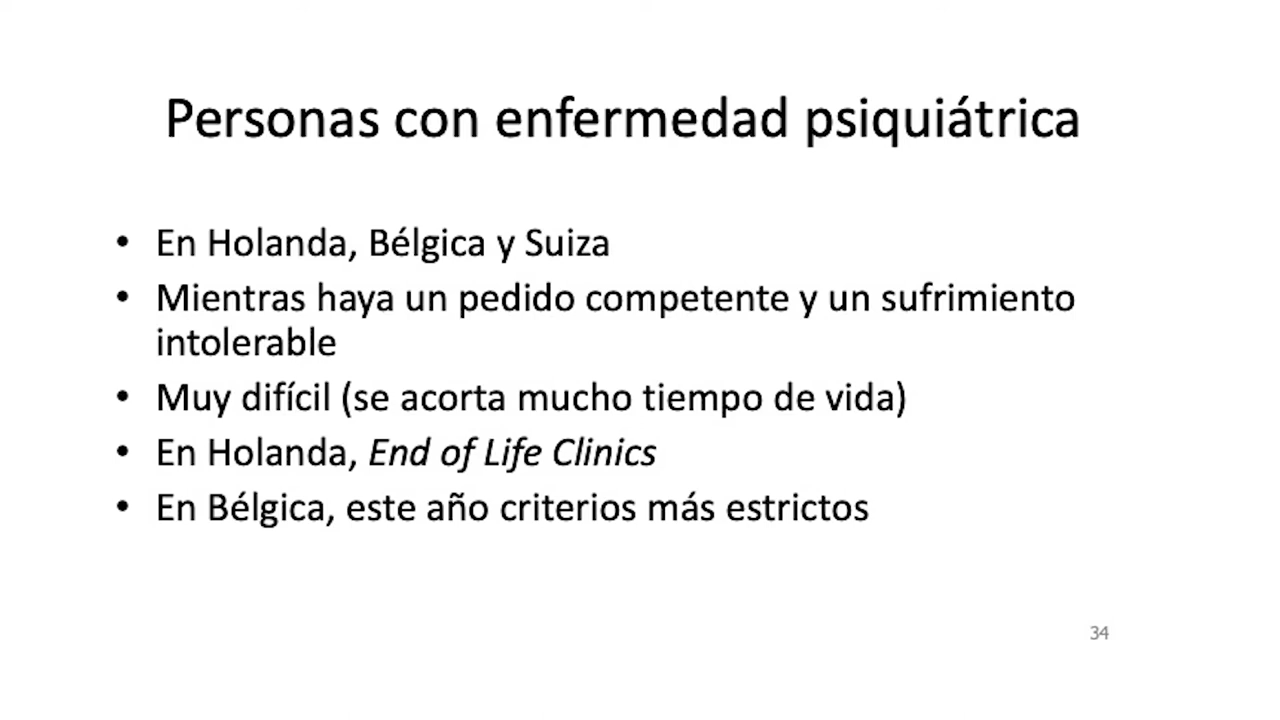 Personas con enfermedad psiquiátrica
• En Holanda, Bélgica y Suiza
• Mientras haya un pedido competente y un sufrimiento
intolerable
• Muy difícil (se acorta mucho tiempo de vida)
• En Holanda, End of Life Clinics
• En Bélgica, este año criterios más estrictos
34